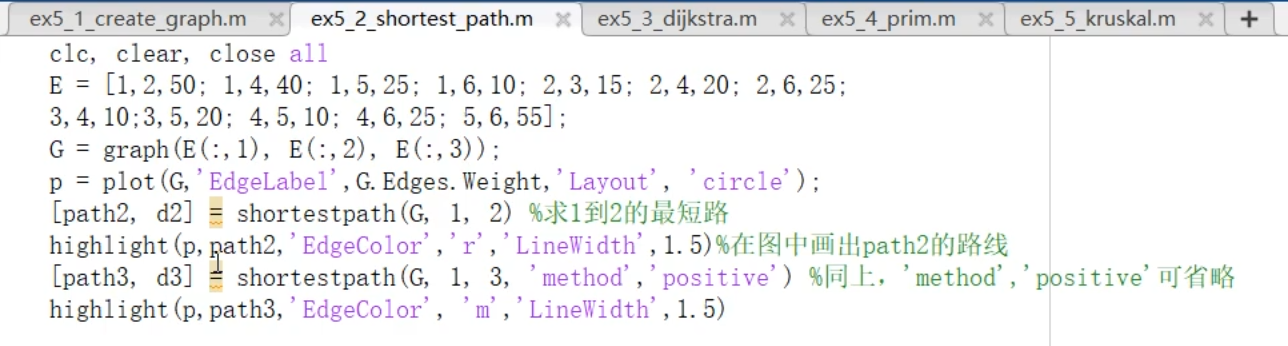 ex5_1_create_graph.m ex5_2_shortest_path.m ex5_3_dijkstra.m ex5_4_prim.m ex5_5_kruskal.m
clc, clear, close all
E = [1,2,50; 1,4,40; 1,5,25; 1,6,10; 2,3,15; 2,4,20; 2,6,25;
3,4,10;3,5,20; 4,5,10; 4,6,25; 5,6,55];
G = graph(E(:,1), E(:,2), E(:,3));
p = plot(G,'EdgeLabel',G.Edges.Weight,'Layout', 'circle');
[path2, d2] = shortestpath(G, 1, 2) %求1到2的最短路
highlight(p,path2,'EdgeColor','r','LineWidth',1.5)%在图中画出path2的路线
[path3, d3] = shortestpath(G, 1, 3, 'method','positive') %同上，'method','positive'可省略
highlight(p,path3,'EdgeColor', 'm','LineWidth',1.5)